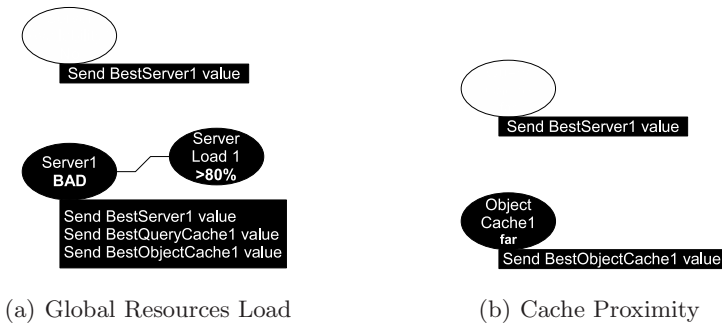 Send BestServer1 value
Server1
BAD
Server
Load 1
>80%
Send BestServer1 value
Send BestQueryCache1 value
Send BestObjectCache1 value
(a) Global Resources Load
Send BestServer1 value
Object
Cache1
far
Send BestObjectCache1 value
(b) Cache Proximity